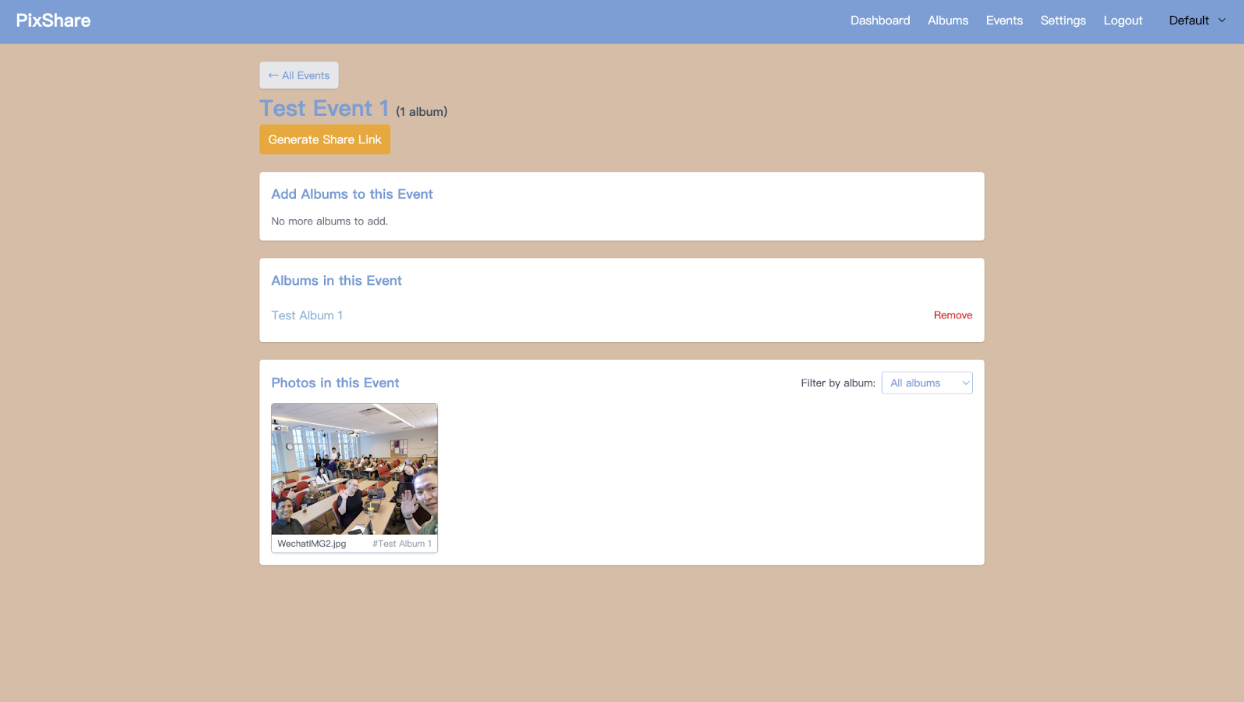 PixShare
Dashboard Albums Events Settings Logout Default
← All Events
Test Event 1 (1 album)
Generate Share Link
Add Albums to this Event
No more albums to add.
Albums in this Event
Test Album 1 Remove
Photos in this Event Filter by album: All albums
WechatIMG2.jpg #Test Album 1